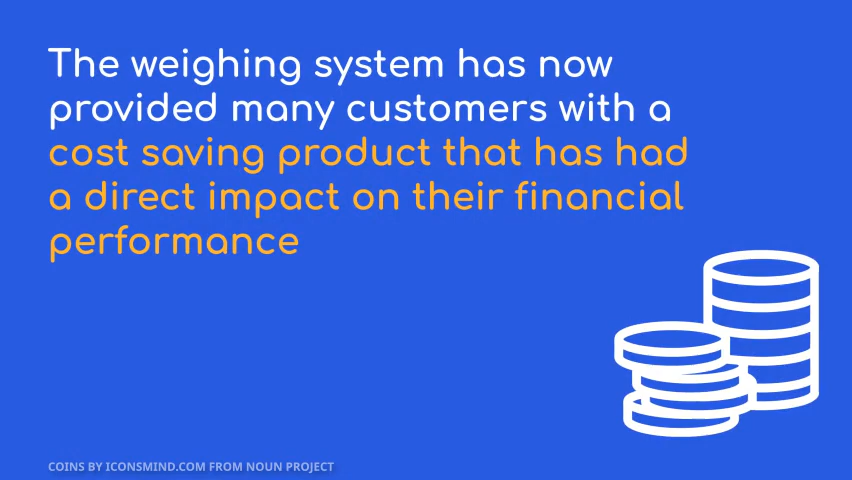 The weighing system has now
provided many customers with a
cost saving product that has had
a direct impact on their financial
performance
COINS BY ICONSMIND.COM FROM NOUN PROJECT